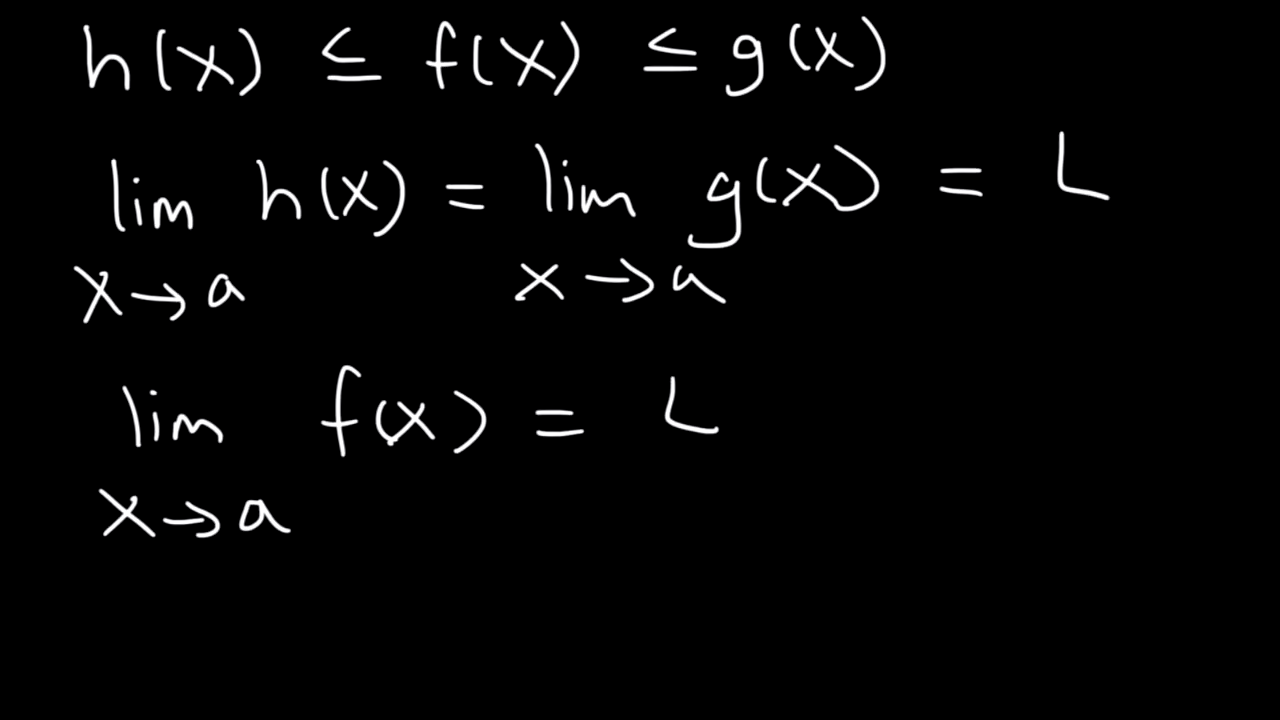 h(x) ≤ f(x) ≤ g(x)
lim h(x) = lim g(x) = L
x→a x→a
lim f(x) = L
x→a